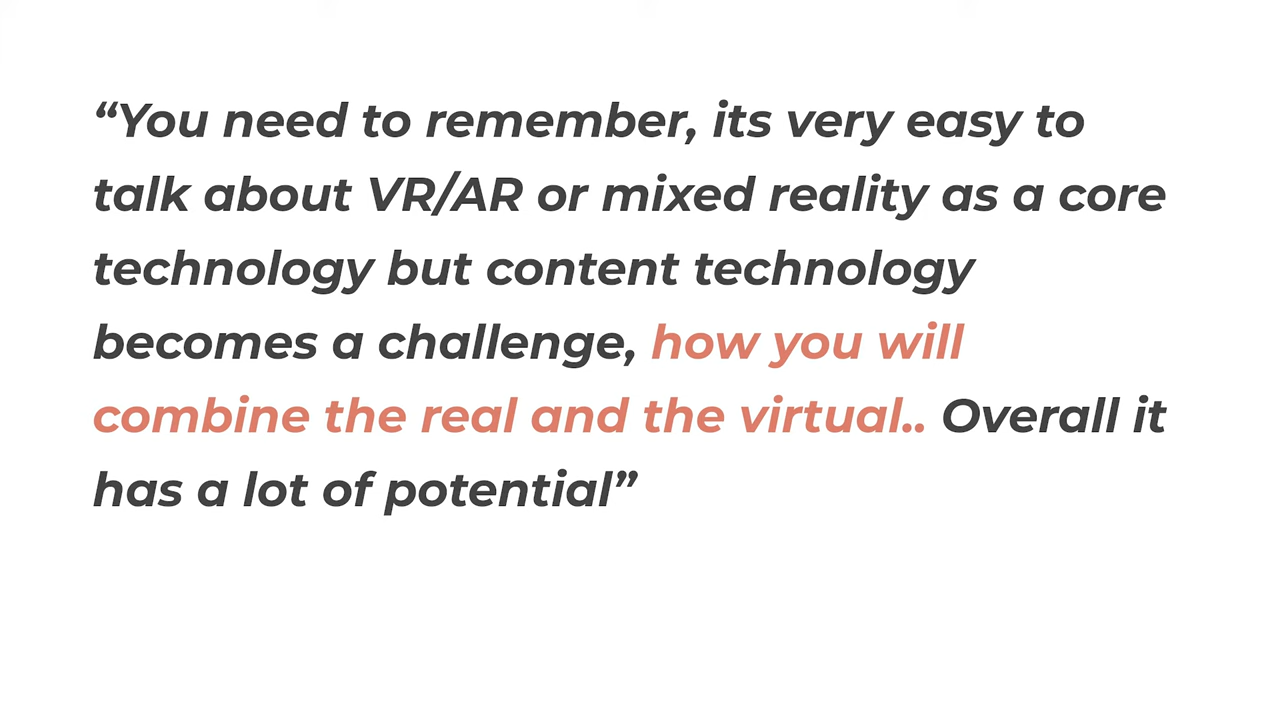 “You need to remember, its very easy to
talk about VR/AR or mixed reality as a core
technology but content technology
becomes a challenge, how you will
combine the real and the virtual.. Overall it
has a lot of potential”